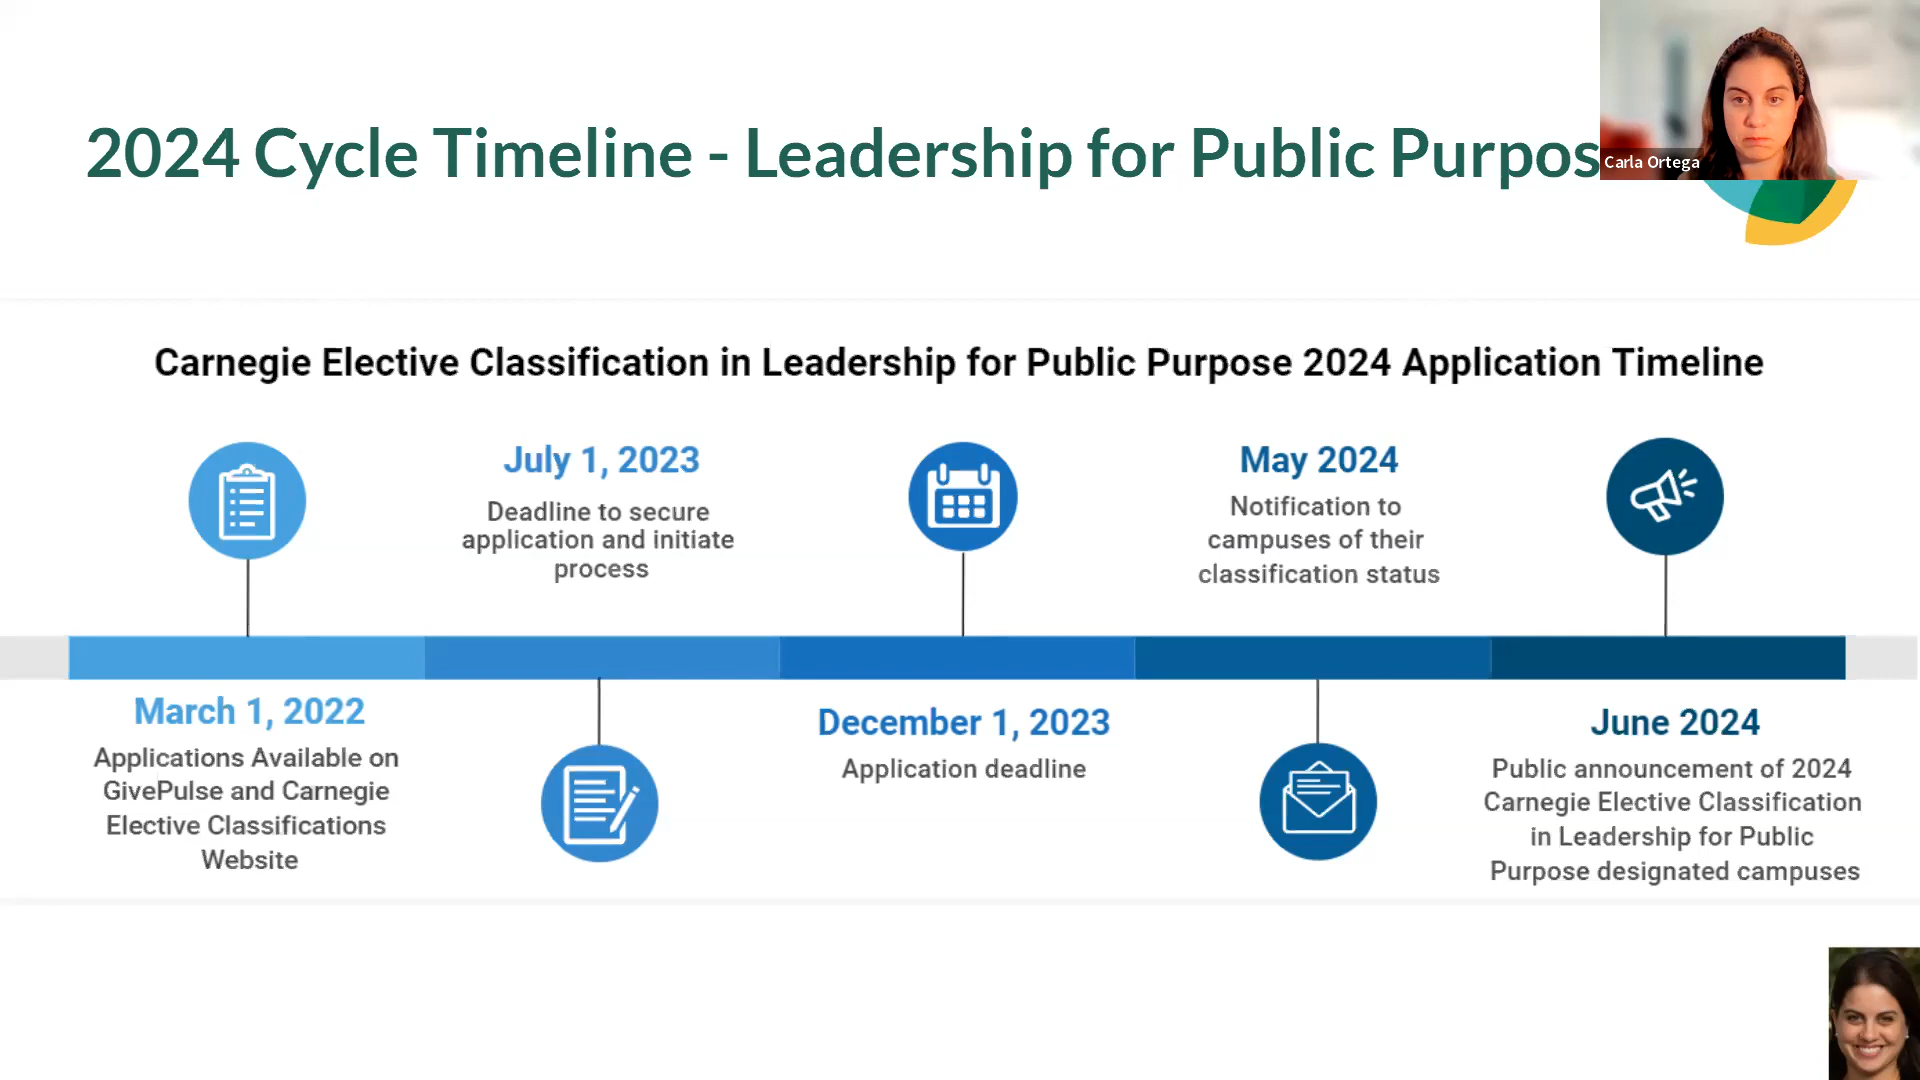 2024 Cycle Timeline - Leadership for Public Purpos
Carla Ortega
Carnegie Elective Classification in Leadership for Public Purpose 2024 Application Timeline
July 1, 2023
Deadline to secure
application and initiate
process
May 2024
Notification to
campuses of their
classification status
March 1, 2022
Applications Available on
GivePulse and Carnegie
Elective Classifications
Website
December 1, 2023
Application deadline
June 2024
Public announcement of 2024
Carnegie Elective Classification
in Leadership for Public
Purpose designated campuses